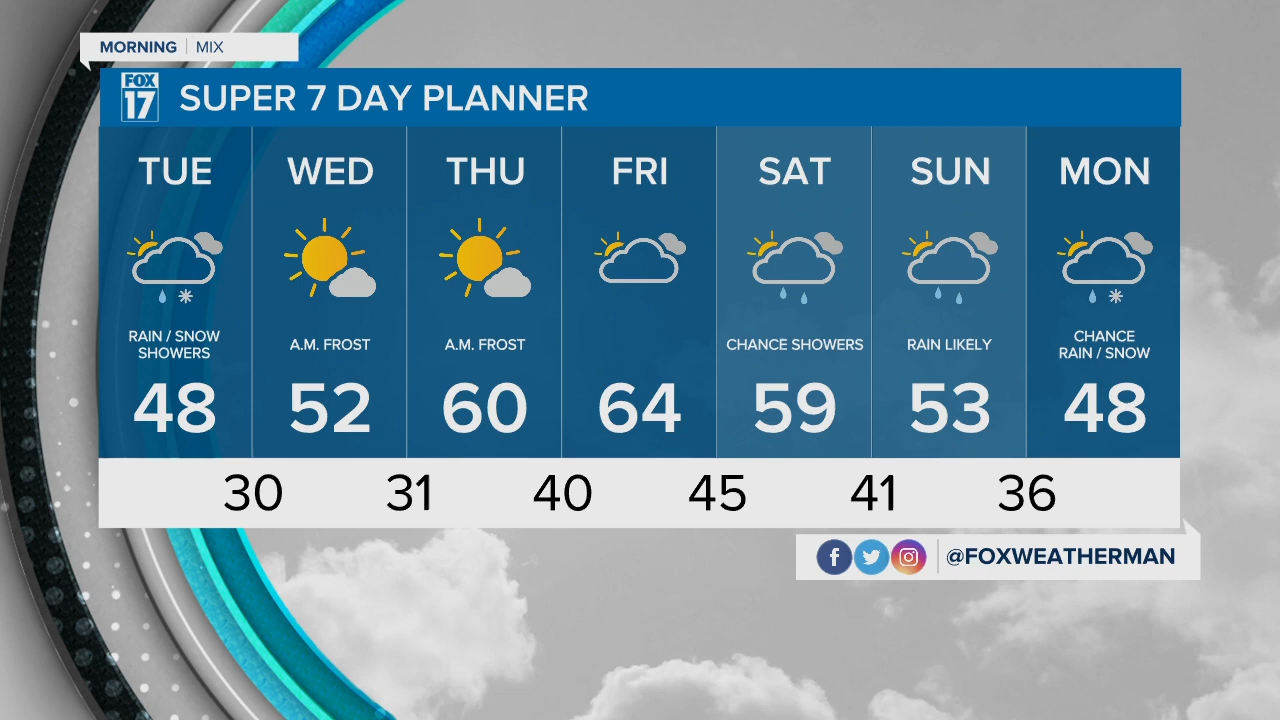 MORNING | MIX
FOX
17
SUPER 7 DAY PLANNER
TUE WED THU FRI SAT SUN MON
RAIN / SNOW
SHOWERS
A.M. FROST
A.M. FROST
CHANCE SHOWERS
RAIN LIKELY
CHANCE
RAIN / SNOW
48 52 60 64 59 53 48
30 31 40 45 41 36
@FOXWEATHERMAN